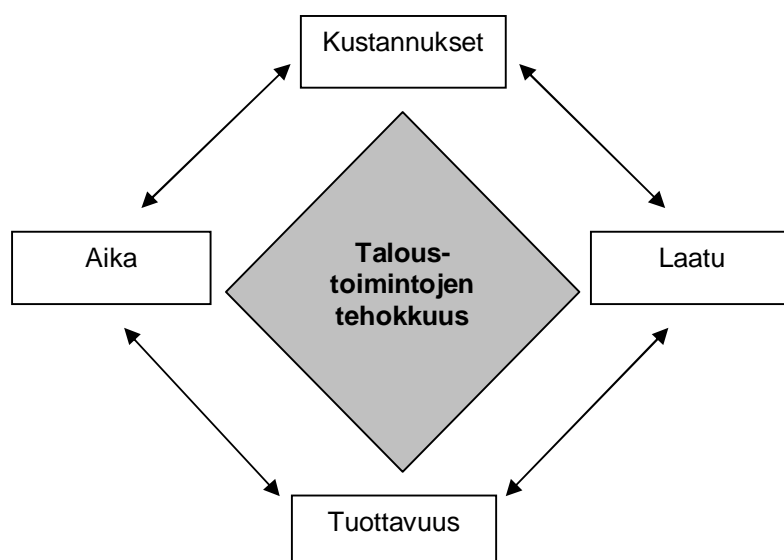 Kustannukset
Aika
Talous-
toimintojen
tehokkuus
Laatu
Tuottavuus